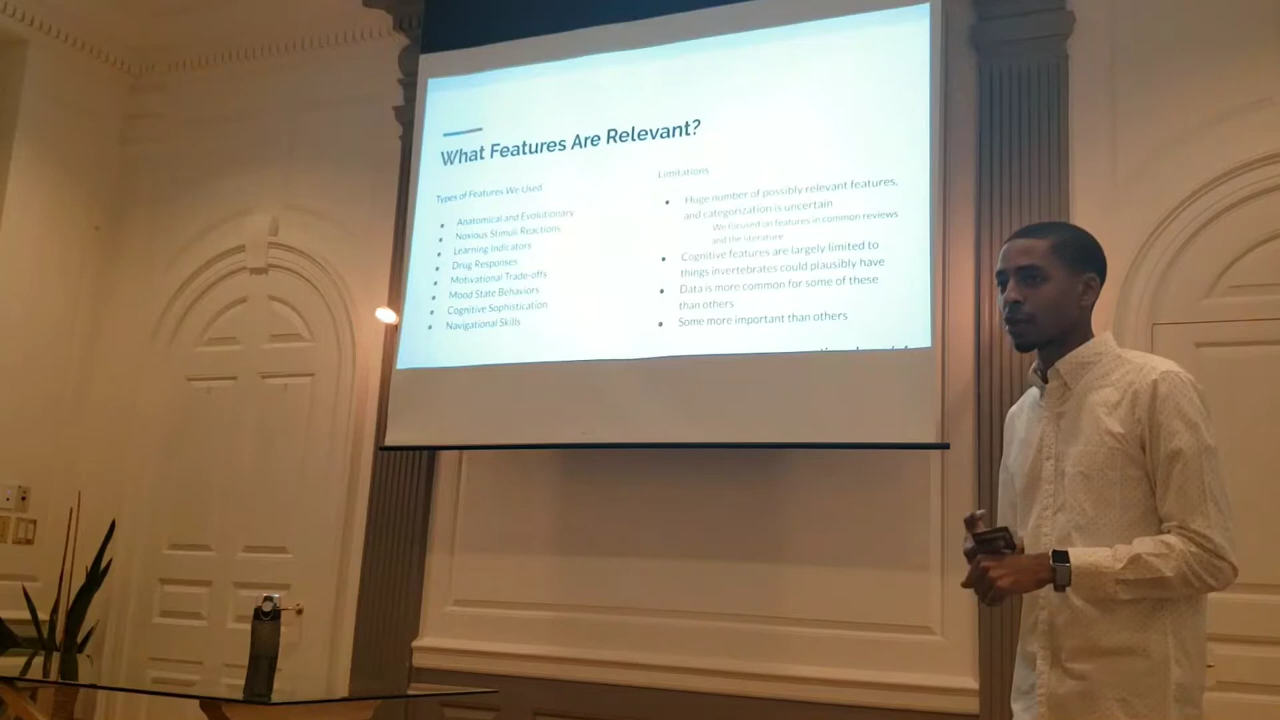 What Features Are Relevant?
Types of Features We Used
Anatomical and Evolutionary
Noxious Stimuli Reactions
Learning Indicators
Drug Responses
Motivational Trade-offs
Mood State Behaviors
Cognitive Sophistication
Navigational Skills
Limitations
Huge number of possibly relevant features,
and categorization is uncertain
We focused on features in common reviews
and the literature
Cognitive features are largely limited to
things invertebrates could plausibly have
Data is more common for some of these
than others
Some more important than others